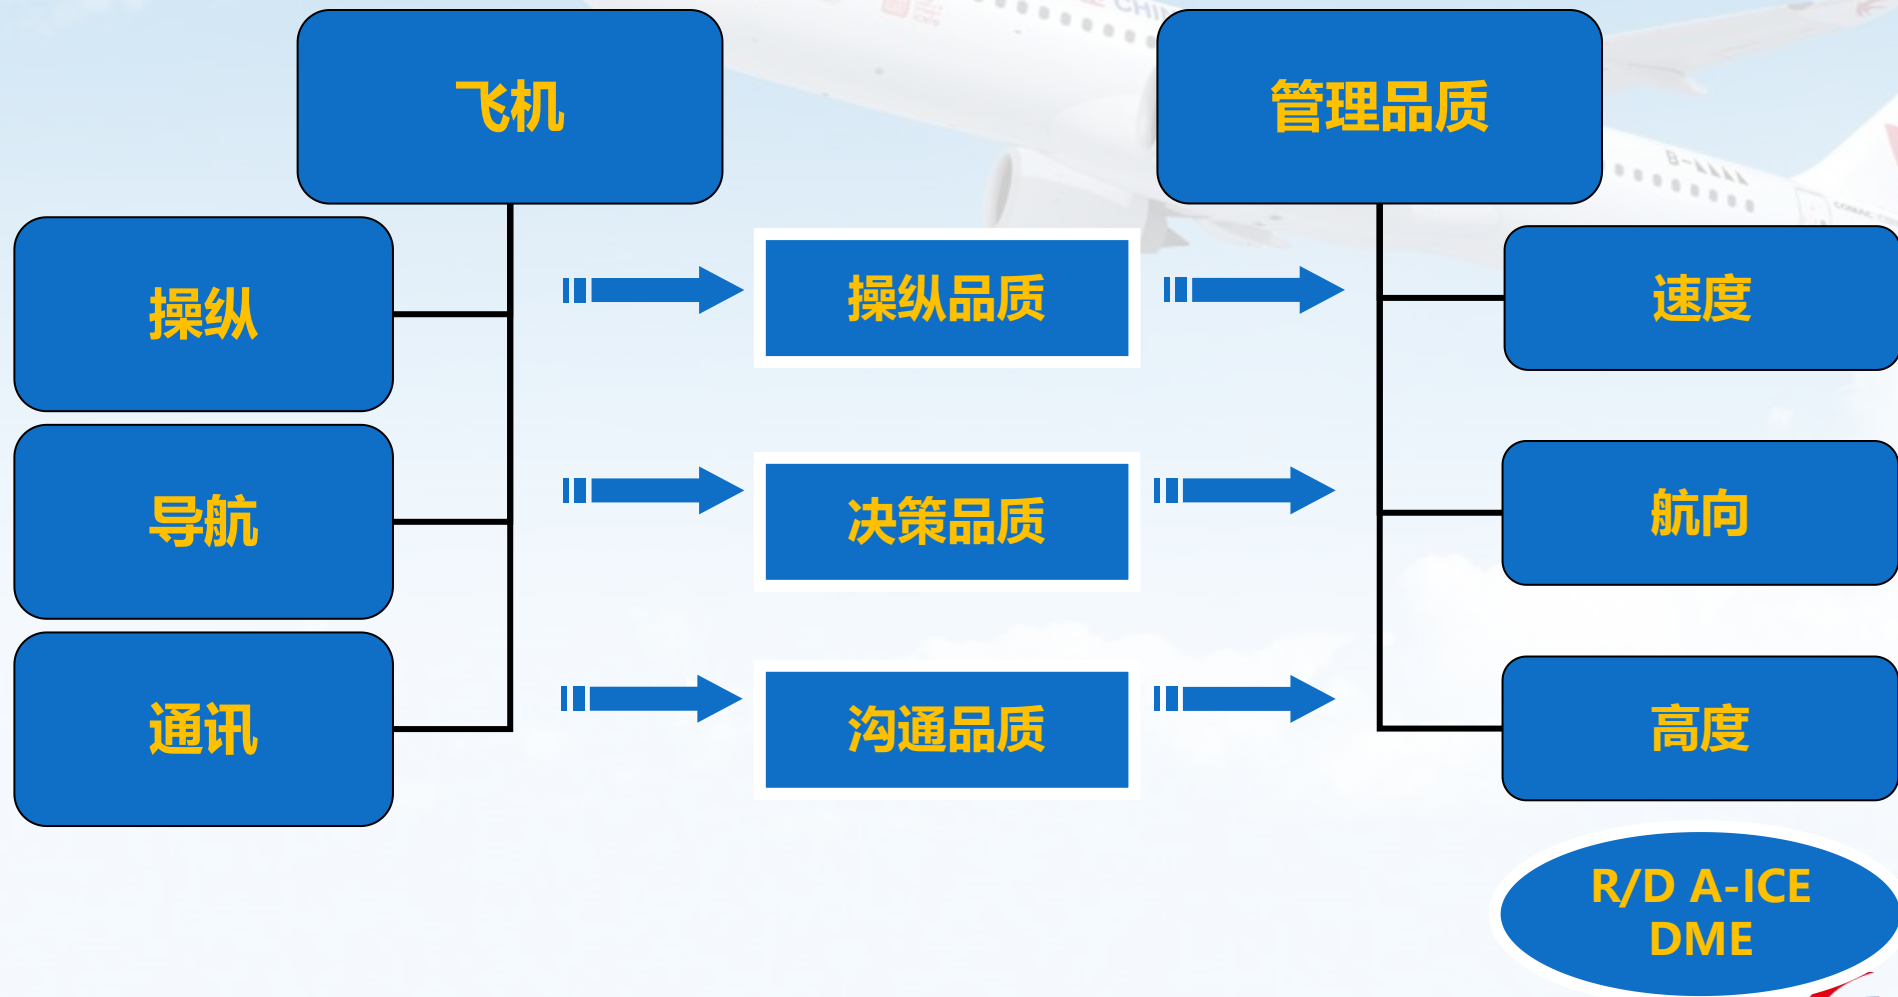 飞机
管理品质
操纵
操纵品质
速度
导航
决策品质
航向
通讯
沟通品质
高度
R/D A-ICE
DME